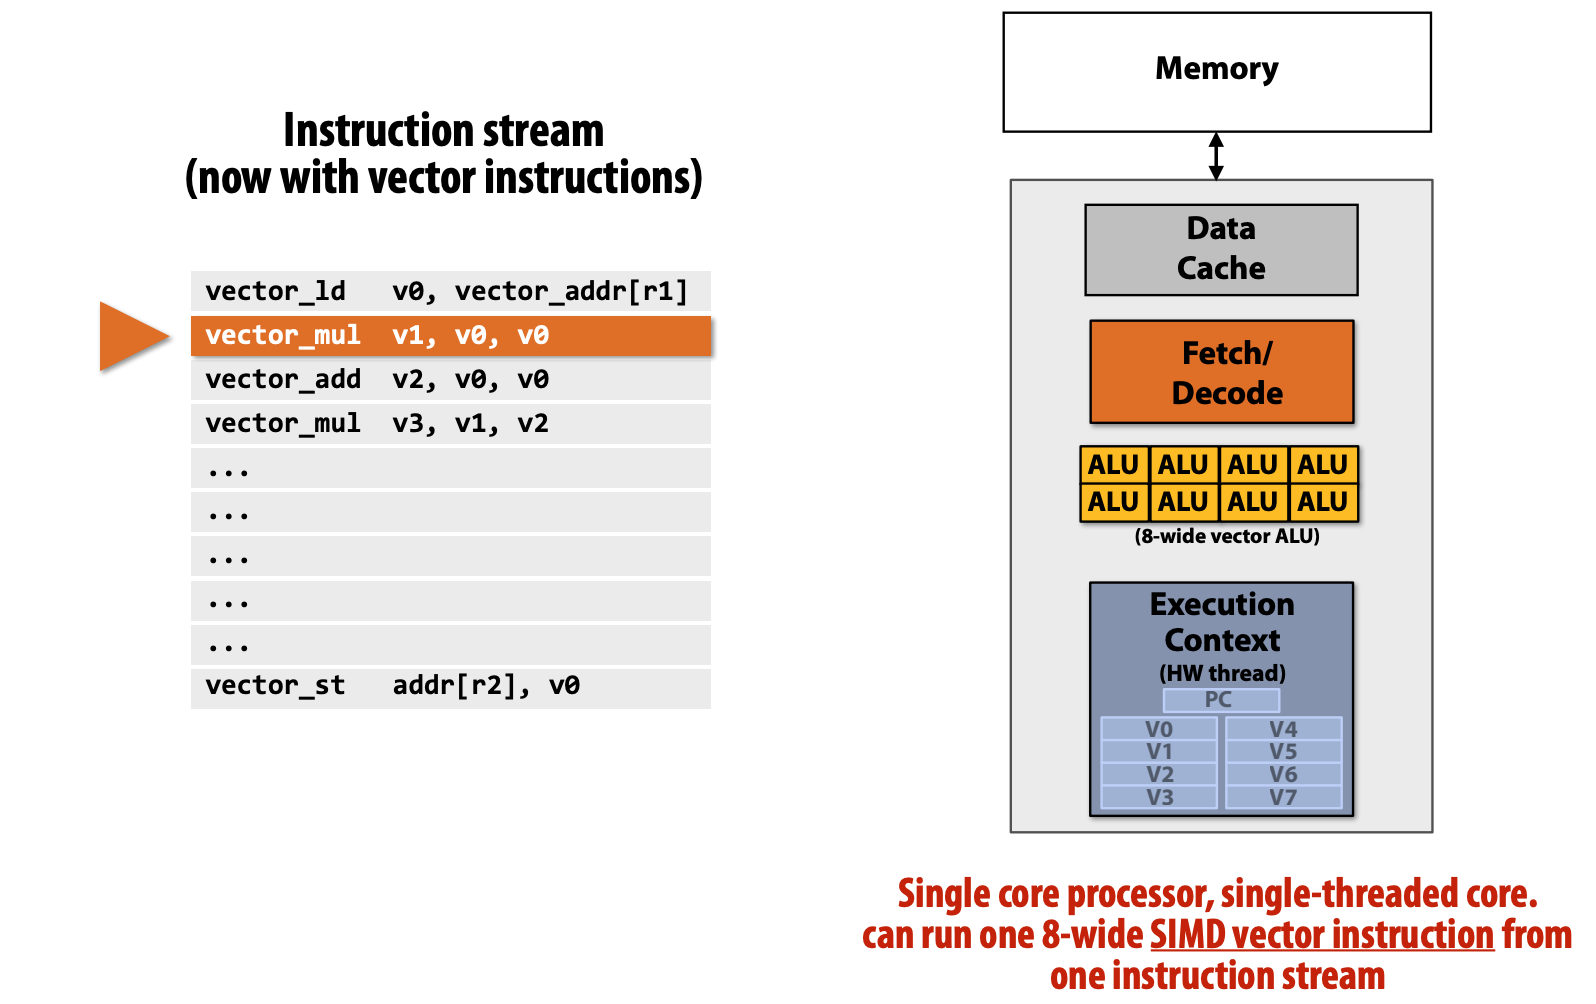 Instruction stream
(now with vector instructions)
vector_ld v0, vector_addr[r1]
vector_mul v1, v0, v0
vector_add v2, v0, v0
vector_mul v3, v1, v2
...
...
...
...
...
vector_st addr[r2], v0
Memory
Data
Cache
Fetch/
Decode
ALU ALU ALU ALU
ALU ALU ALU ALU
(8-wide vector ALU)
Execution
Context
(HW thread)
PC
V0 V4
V1 V5
V2 V6
V3 V7
Single core processor, single-threaded core.
can run one 8-wide SIMD vector instruction from
one instruction stream